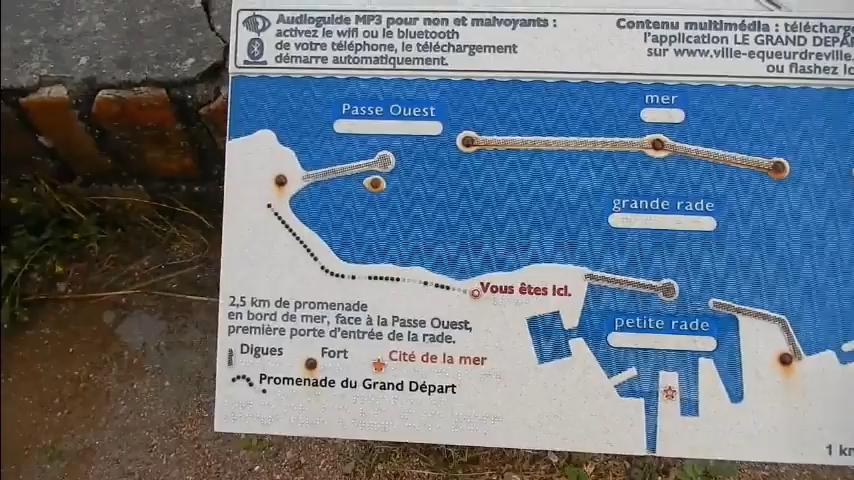 Audioguide MP3 pour non et malvoyants :
activez le wifi ou le bluetooth
de votre téléphone, le téléchargement
démarre automatiquement.
Contenu multimédia : télécharge
l'application LE GRAND DÉPA
sur www.ville-equeurdreville.
ou flashez
Passe Ouest
mer
grande rade
Vous êtes ici.
petite rade
2,5 km de promenade
en bord de mer, face à la Passe Ouest,
première porte d'entrée de la rade.
Digues
Fort
Cité de la mer
Promenade du Grand Départ
1 km